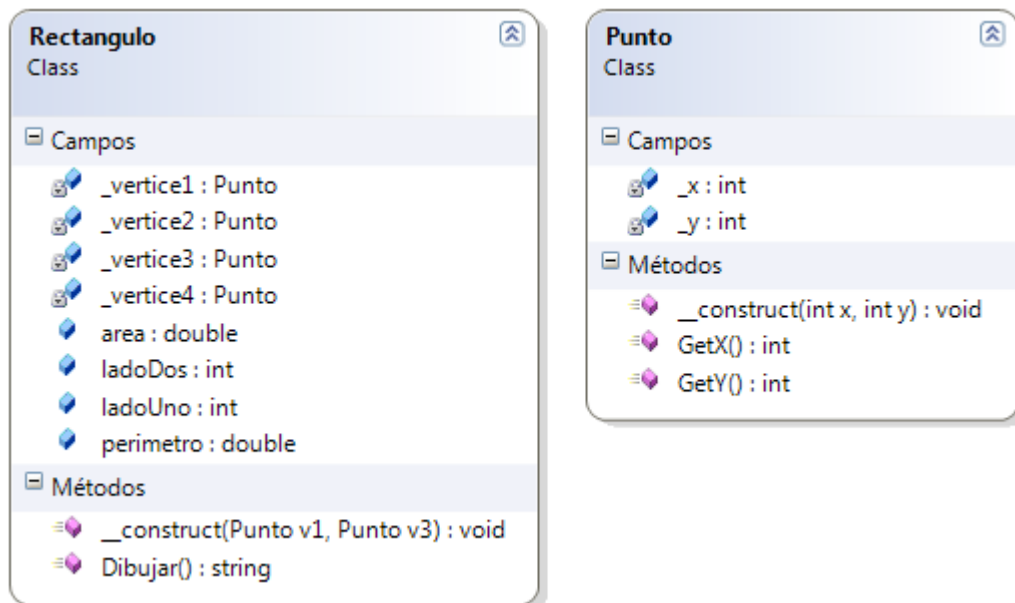 Rectangulo
Class
Campos
_vertice1 : Punto
_vertice2 : Punto
_vertice3 : Punto
_vertice4 : Punto
area : double
ladoDos : int
ladoUno : int
perimetro : double
Métodos
__construct(Punto v1, Punto v3) : void
Dibujar() : string
Punto
Class
Campos
_x : int
_y : int
Métodos
__construct(int x, int y) : void
GetX() : int
GetY() : int